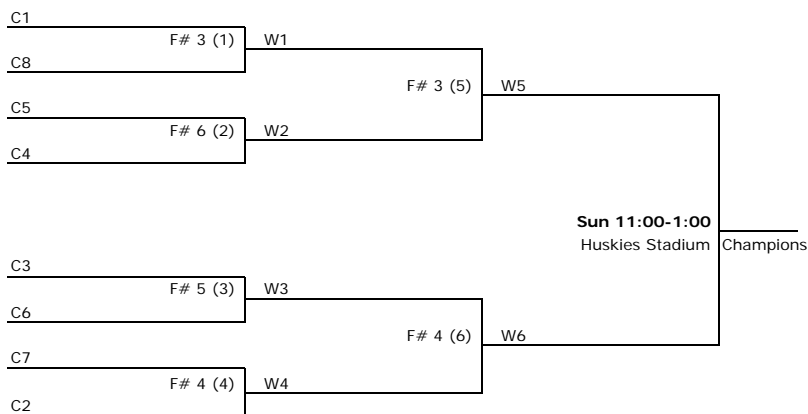 C1
F# 3 (1) W1
C8
F# 3 (5) W5
C5
F# 6 (2) W2
C4
Sun 11:00-1:00
Huskies Stadium Champions
C3
F# 5 (3) W3
C6
F# 4 (6) W6
C7
F# 4 (4) W4
C2